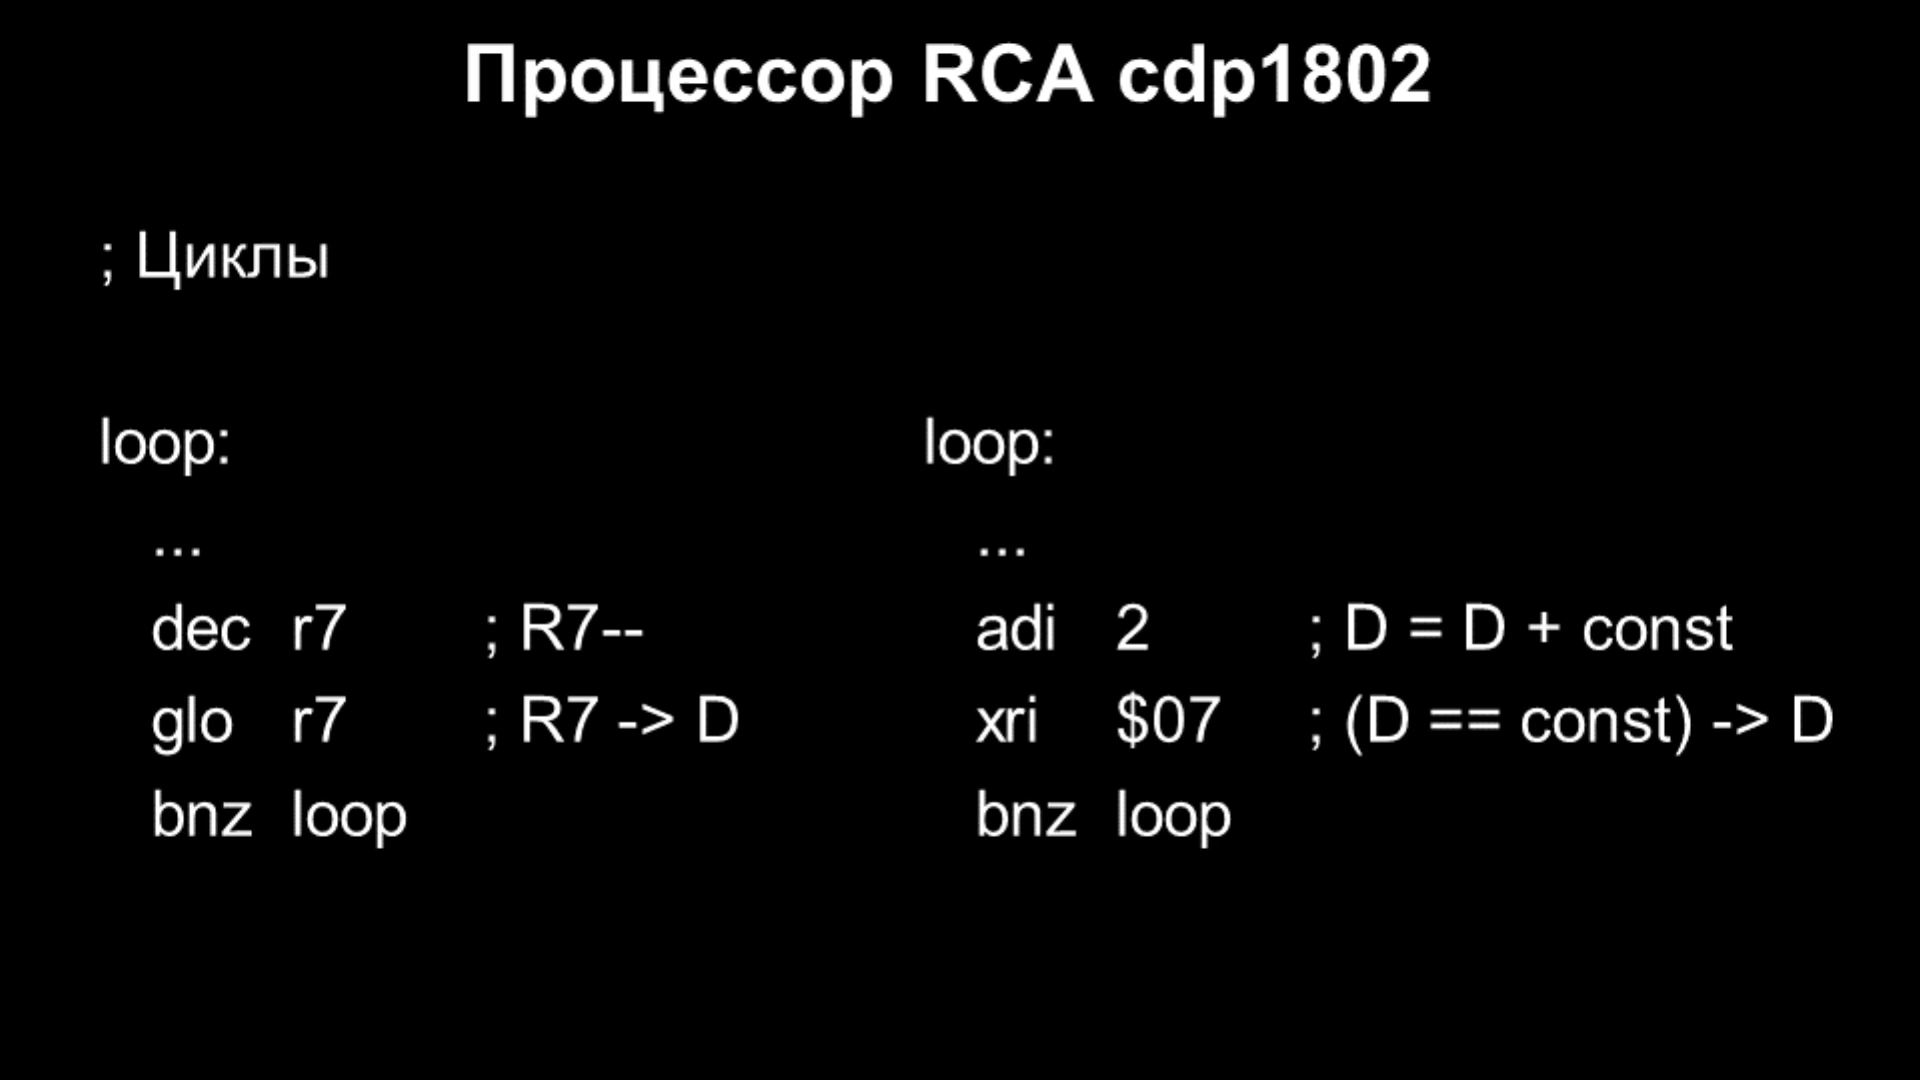 Процессор RCA cdp1802
; Циклы
loop:
...
dec r7 ; R7--
glo r7 ; R7 -> D
bnz loop
loop:
...
adi 2 ; D = D + const
xri $07 ; (D == const) -> D
bnz loop